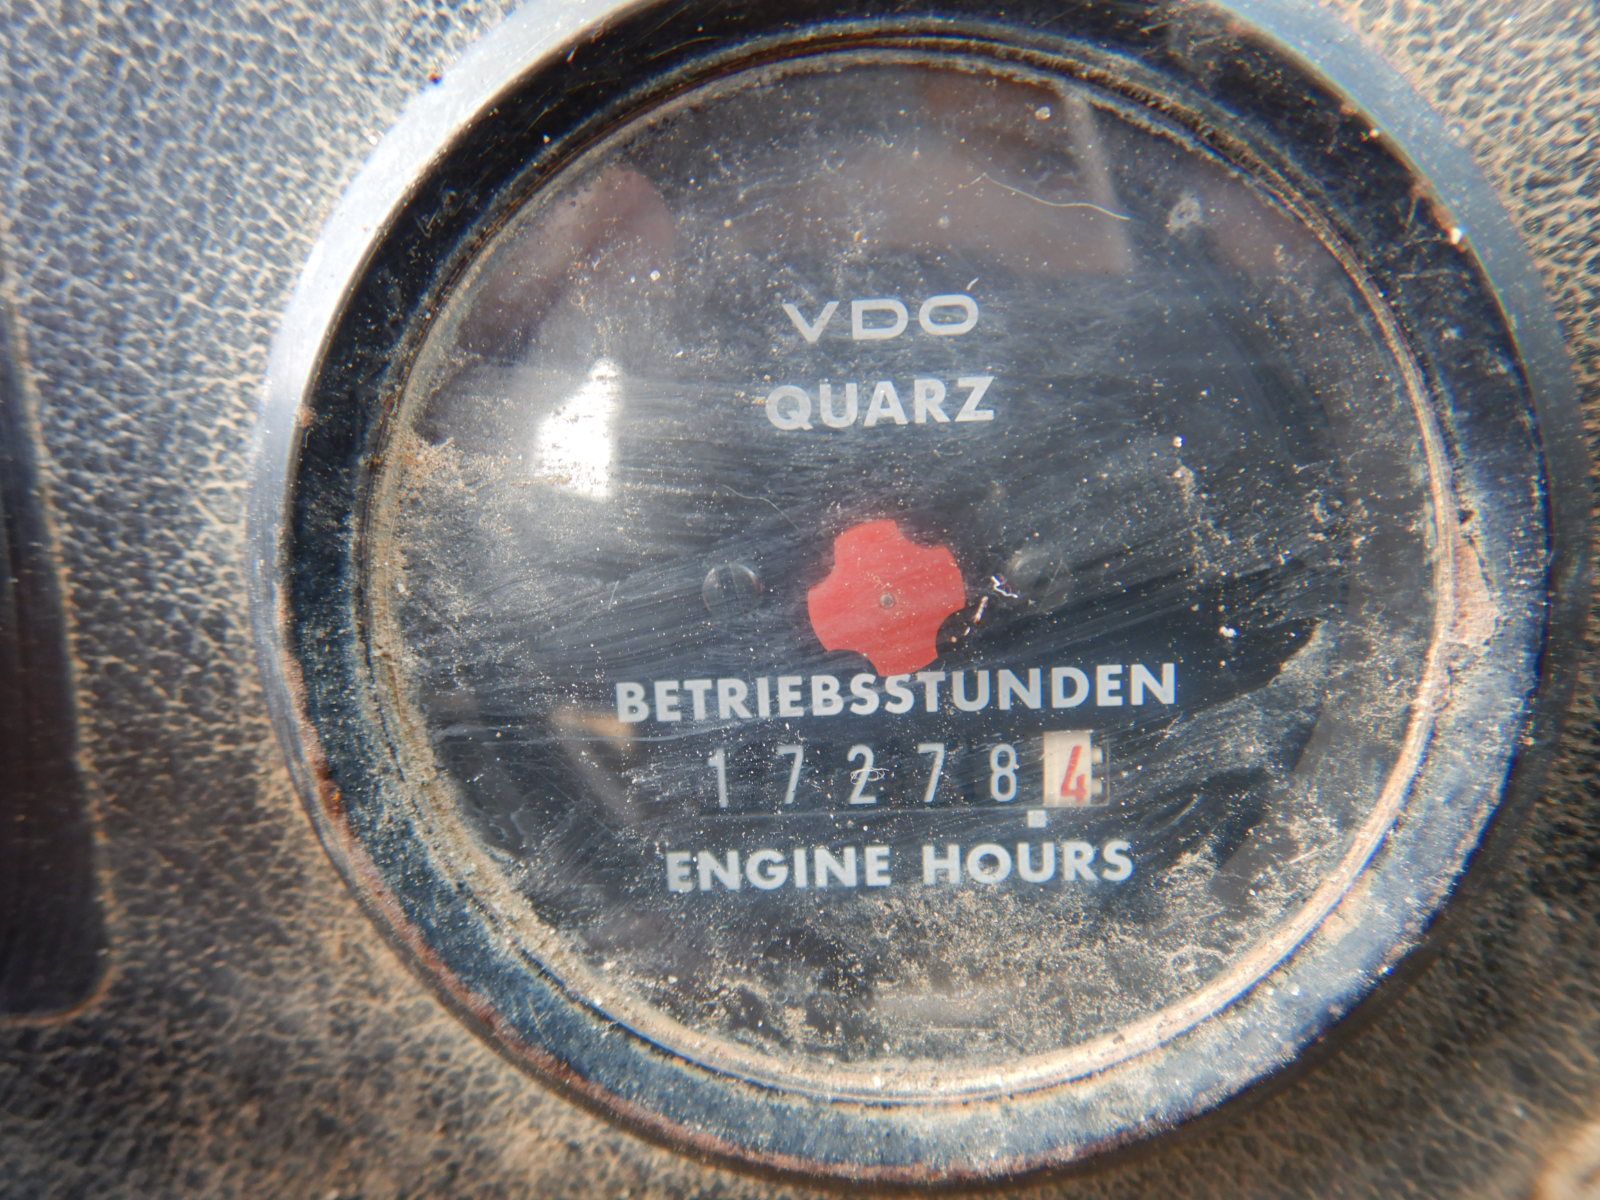 VDO
QUARZ
BETRIEBSSTUNDEN
172784
ENGINE HOURS